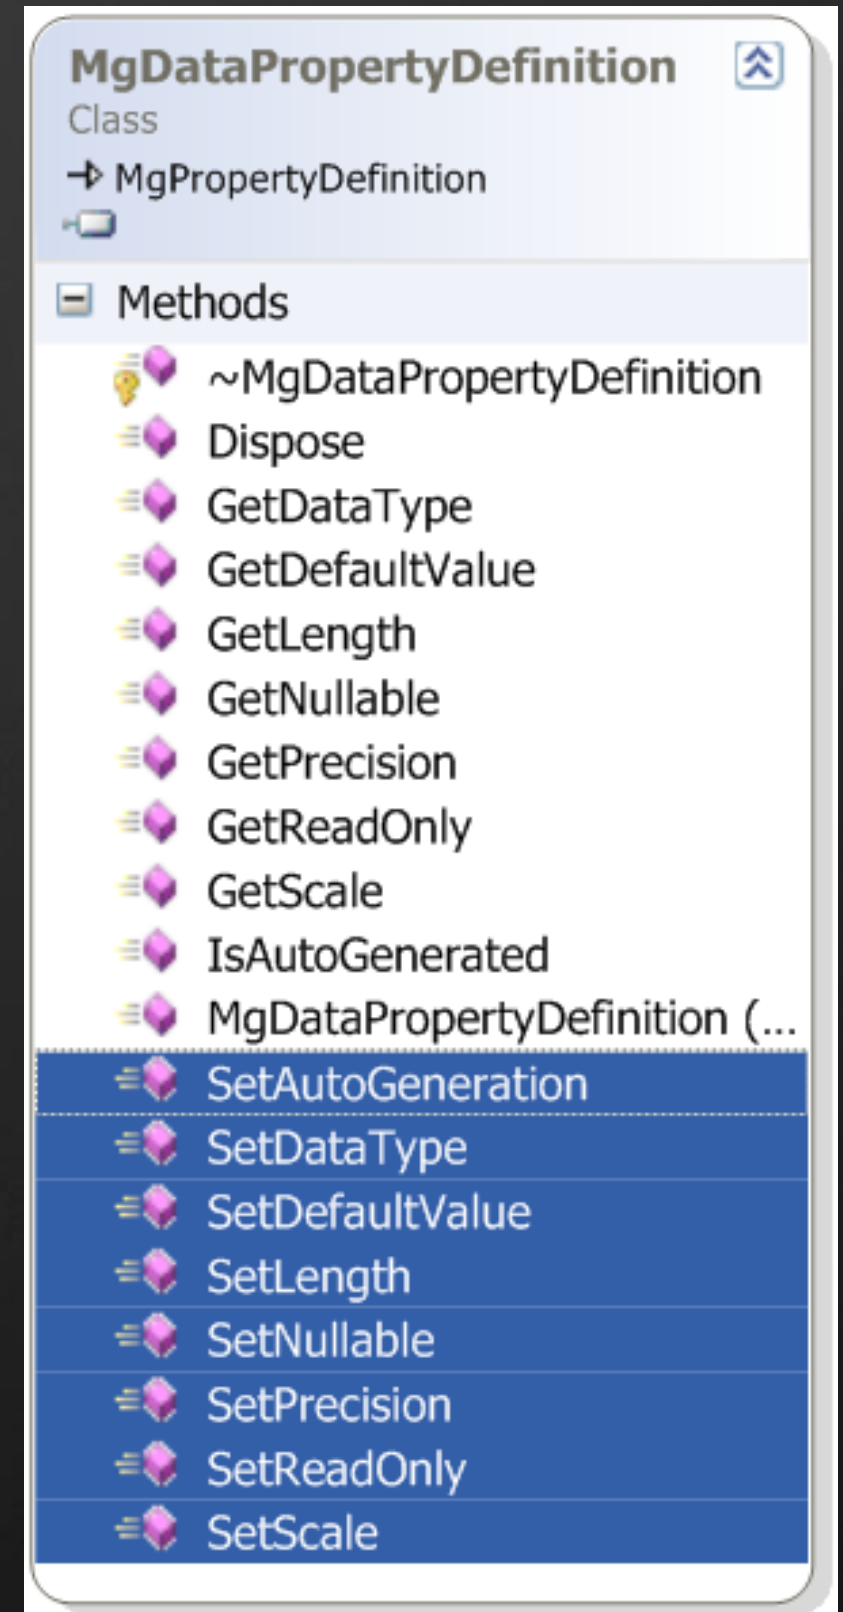 MgDataPropertyDefinition
Class
MgPropertyDefinition
Methods
~MgDataPropertyDefinition
Dispose
GetDataType
GetDefaultValue
GetLength
GetNullable
GetPrecision
GetReadOnly
GetScale
IsAutoGenerated
MgDataPropertyDefinition (...
SetAutoGeneration
SetDataType
SetDefaultValue
SetLength
SetNullable
SetPrecision
SetReadOnly
SetScale